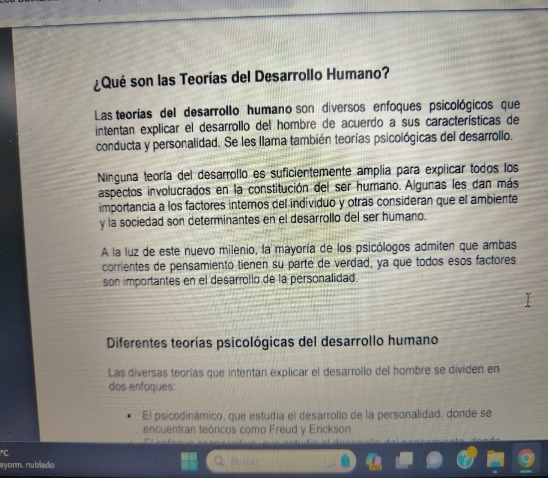 ¿Qué son las Teorías del Desarrollo Humano?
Las teorías del desarrollo humano son diversos enfoques psicológicos que
intentan explicar el desarrollo del hombre de acuerdo a sus características de
conducta y personalidad. Se les llama también teorías psicológicas del desarrollo.
Ninguna teoría del desarrollo es suficientemente amplia para explicar todos los
aspectos involucrados en la constitución del ser humano. Algunas les dan más
importancia a los factores internos del individuo y otras consideran que el ambiente
y la sociedad son determinantes en el desarrollo del ser humano.
A la luz de este nuevo milenio, la mayoría de los psicólogos admiten que ambas
corrientes de pensamiento tienen su parte de verdad, ya que todos esos factores
son importantes en el desarrollo de la personalidad.
Diferentes teorías psicológicas del desarrollo humano
Las diversas teorías que intentan explicar el desarrollo del hombre se dividen en
dos enfoques:
• El psicodinámico, que estudia el desarrollo de la personalidad, donde se
encuentran teóricos como Freud y Erickson
°C
ayorm. nublado